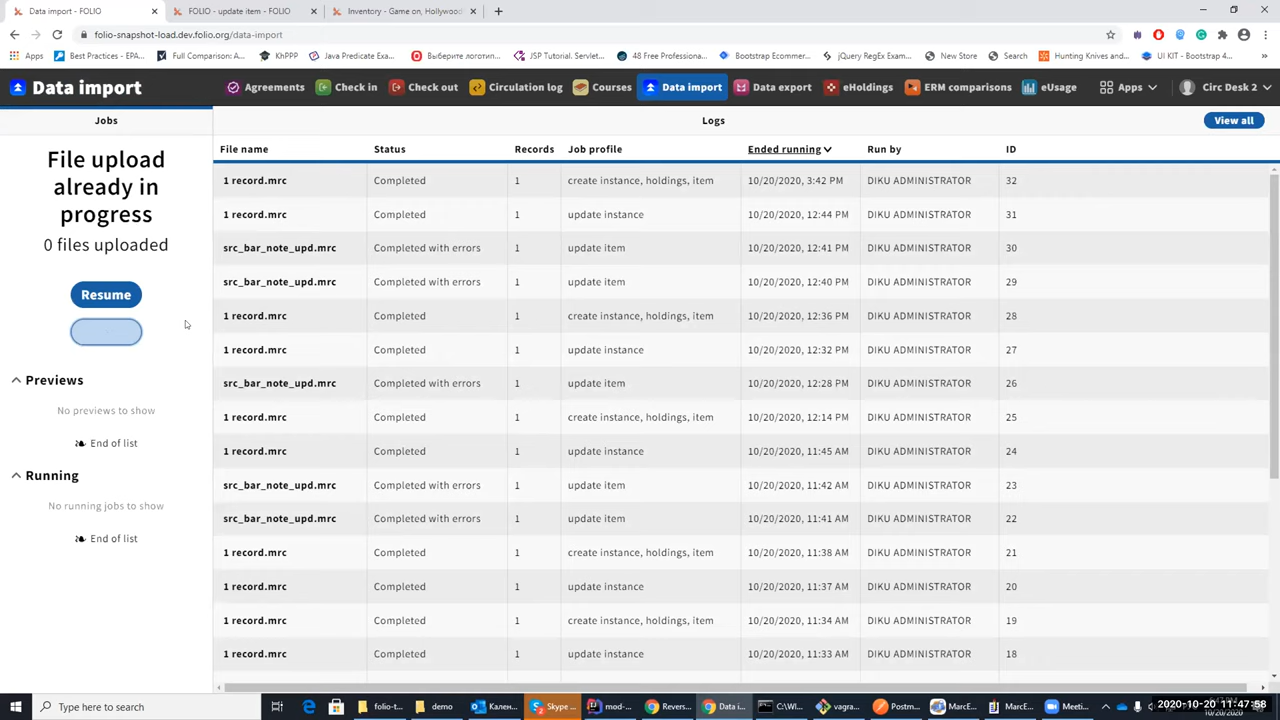 Data import - FOLIO
FOLIO - update item - FOLIO
Inventory - Game on, Hollywood
folio-snapshot-load.dev.folio.org/data-import
Apps
Best Practices - EPA...
Full Comparison: A...
KhPPP
Java Predicate Exa...
Выберите логотип...
JSP Tutorial. Servlet...
48 Free Professiona...
Bootstrap Ecommer...
jQuery RegEx Exam...
New Store
Search
Hunting Knives and...
UI KIT - Bootstrap 4...
Data import
Agreements
Check in
Check out
Circulation log
Courses
Data import
Data export
eHoldings
ERM comparisons
eUsage
Apps
Circ Desk 2
Jobs
Logs
View all
File upload
already in
progress
0 files uploaded
Resume
Previews
No previews to show
End of list
Running
No running jobs to show
End of list
File name Status Records Job profile Ended running Run by ID
1 record.mrc Completed 1 create instance, holdings, item 10/20/2020, 3:42 PM DIKU ADMINISTRATOR 32
1 record.mrc Completed 1 update instance 10/20/2020, 12:44 PM DIKU ADMINISTRATOR 31
src_bar_note_upd.mrc Completed with errors 1 update item 10/20/2020, 12:41 PM DIKU ADMINISTRATOR 30
src_bar_note_upd.mrc Completed with errors 1 update item 10/20/2020, 12:40 PM DIKU ADMINISTRATOR 29
1 record.mrc Completed 1 create instance, holdings, item 10/20/2020, 12:36 PM DIKU ADMINISTRATOR 28
1 record.mrc Completed 1 update instance 10/20/2020, 12:32 PM DIKU ADMINISTRATOR 27
src_bar_note_upd.mrc Completed with errors 1 update item 10/20/2020, 12:28 PM DIKU ADMINISTRATOR 26
1 record.mrc Completed 1 create instance, holdings, item 10/20/2020, 12:14 PM DIKU ADMINISTRATOR 25
1 record.mrc Completed 1 update instance 10/20/2020, 11:45 AM DIKU ADMINISTRATOR 24
src_bar_note_upd.mrc Completed with errors 1 update item 10/20/2020, 11:42 AM DIKU ADMINISTRATOR 23
src_bar_note_upd.mrc Completed with errors 1 update item 10/20/2020, 11:41 AM DIKU ADMINISTRATOR 22
1 record.mrc Completed 1 create instance, holdings, item 10/20/2020, 11:38 AM DIKU ADMINISTRATOR 21
1 record.mrc Completed 1 update instance 10/20/2020, 11:37 AM DIKU ADMINISTRATOR 20
1 record.mrc Completed 1 create instance, holdings, item 10/20/2020, 11:34 AM DIKU ADMINISTRATOR 19
1 record.mrc Completed 1 update instance 10/20/2020, 11:33 AM DIKU ADMINISTRATOR 18
Type here to search
folio-t...
demo
Кален...
Skype ...
mod-...
Revers...
Data i...
C:\WI...
vagra...
Postm...
MarcE...
MarcE...
Meeti...
2020-10-20 11:47:58
10/20/2020